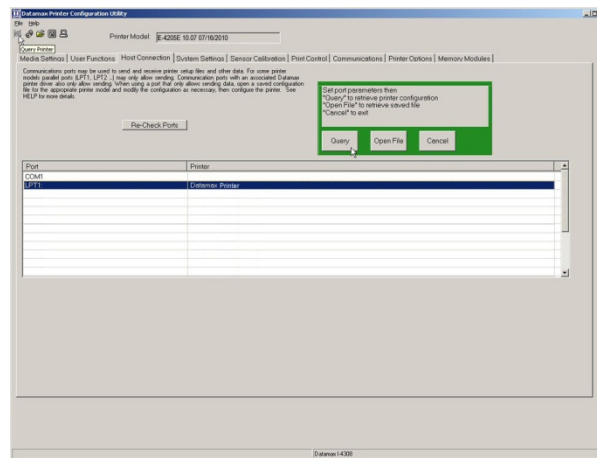 Datamax Printer Configuration Utility
File Help
Printer Model: E-4205E 10.07 07/16/2010
Query Printer
Media Settings User Functions Host Connection System Settings Sensor Calibration Print Control Communications Printer Options Memory Modules
Communications ports may be used to send and receive printer setup files and other data. For some printer
models parallel ports (LPT1, LPT2 ..) may only allow sending. Communication ports with an associated Datamax
printer driver also only allow sending. When using a port that only allows sending data, open a saved configuration
file for the appropriate printer model and modify the configuration as necessary, then configure the printer. See
HELP for more details.
Set port parameters then
"Query" to retrieve printer configuration
"Open File" to retrieve saved file
"Cancel" to exit
Re-Check Ports
Query Open File Cancel
Port Printer
COM1
LPT1: Datamax Printer
Datamax I-4308